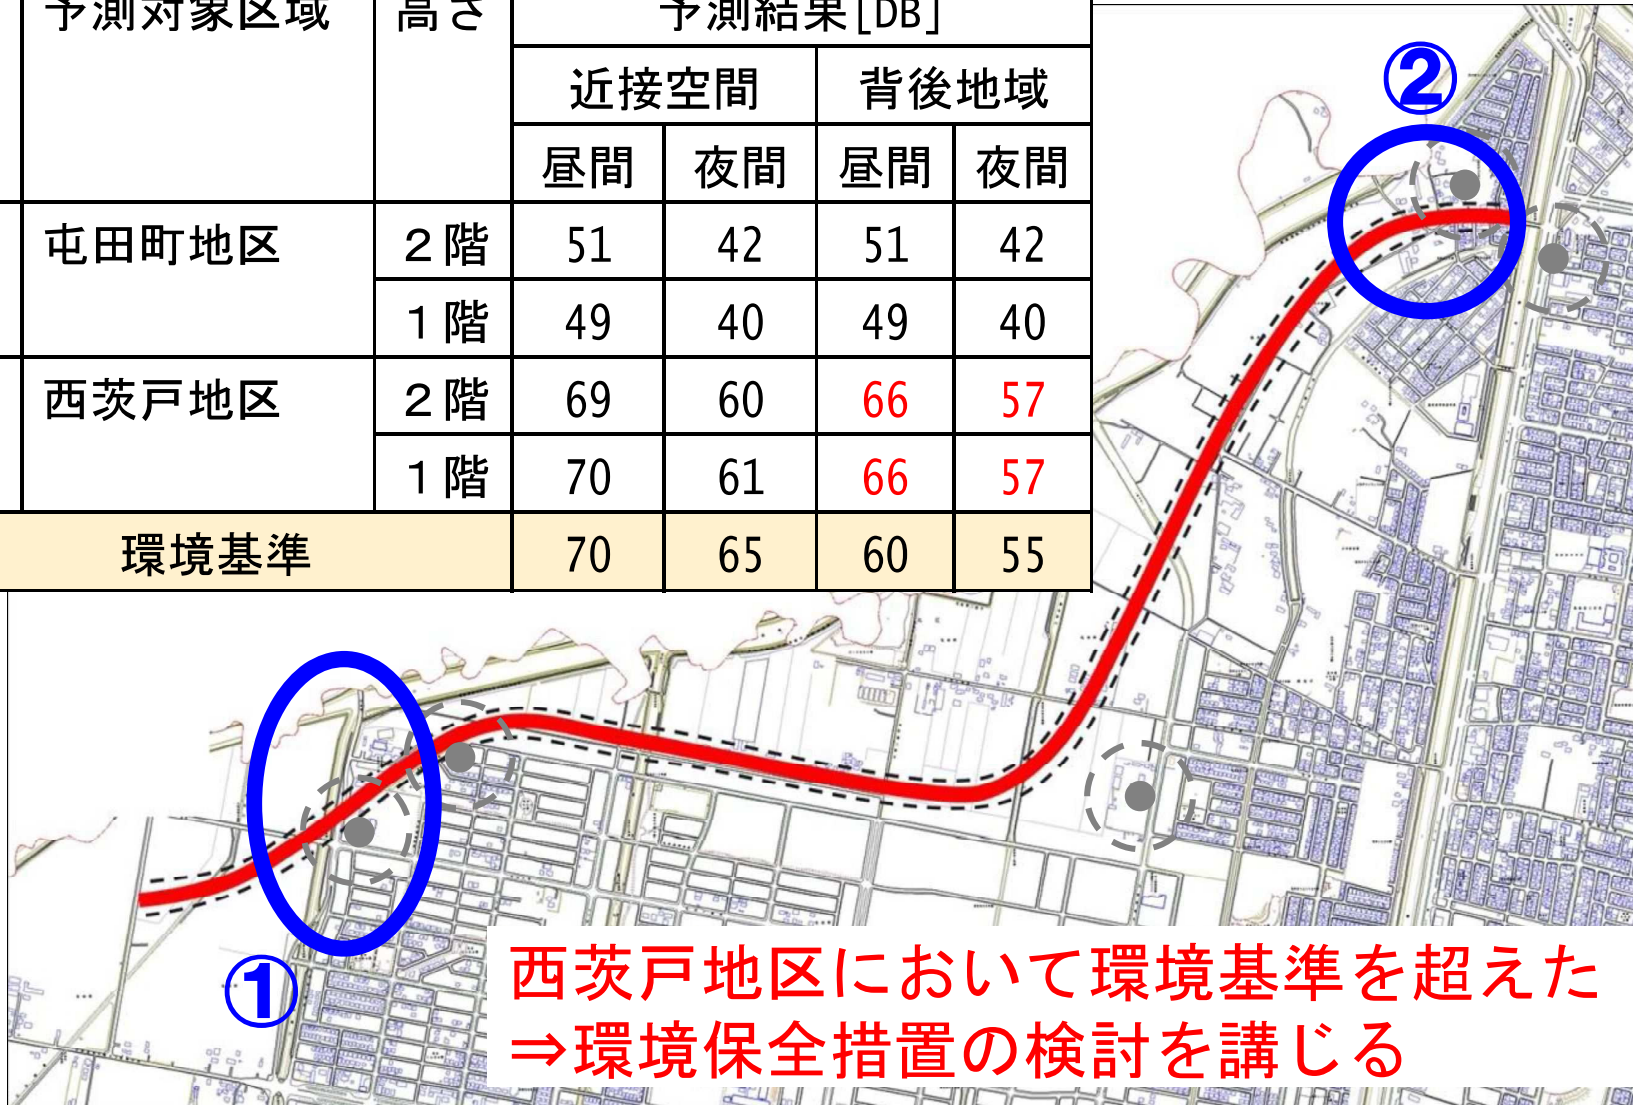 予測対象区域 高さ 予測結果[DB]
近接空間 背後地域
昼間 夜間 昼間 夜間
屯田町地区 2階 51 42 51 42
1階 49 40 49 40
西茨戸地区 2階 69 60 66 57
1階 70 61 66 57
環境基準 70 65 60 55
②
①
西茨戸地区において環境基準を超えた
⇒環境保全措置の検討を講じる